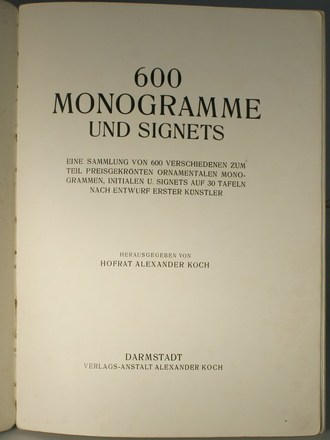 600
MONOGRAMME
UND SIGNETS
EINE SAMMLUNG VON 600 VERSCHIEDENEN ZUM
TEIL PREISGEKRÖNTEN ORNAMENTALEN MONO-
GRAMMEN, INITIALEN U. SIGNETS AUF 30 TAFELN
NACH ENTWURF ERSTER KÜNSTLER
HERAUSGEGEBEN VON
HOFRAT ALEXANDER KOCH
DARMSTADT
VERLAGS-ANSTALT ALEXANDER KOCH